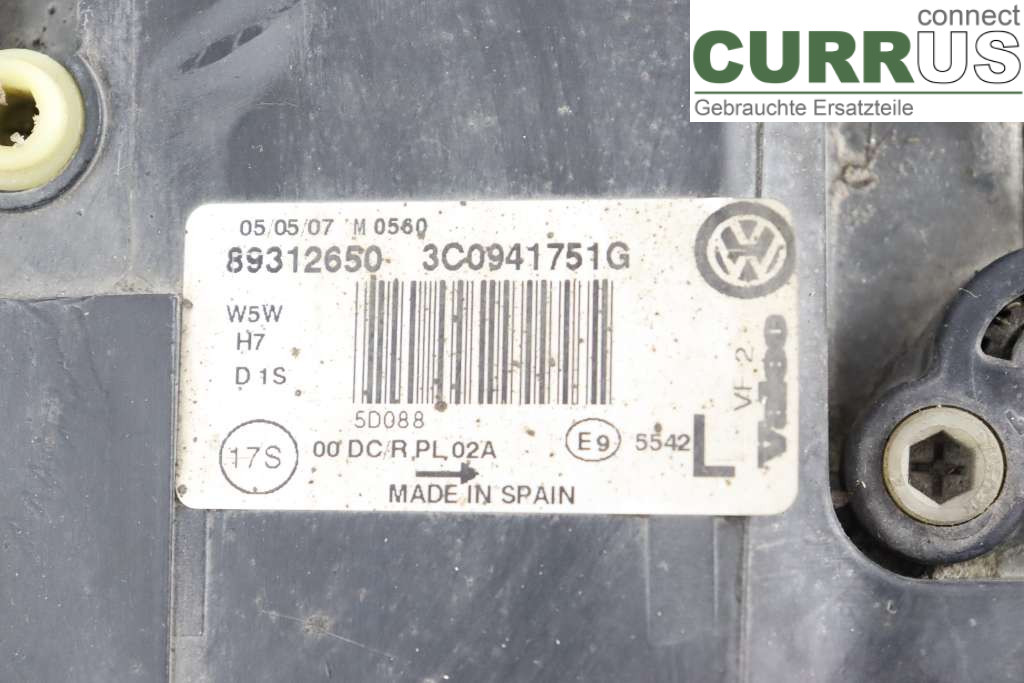 connect
CURRUS
Gebrauchte Ersatzteile
05/05/07 M 0560
89312650 3C0941751G
W5W
H7
D1S
5D088
17S
00 DC/R, PL 02A
E9 5542
L
VF.2
Valeo
MADE IN SPAIN